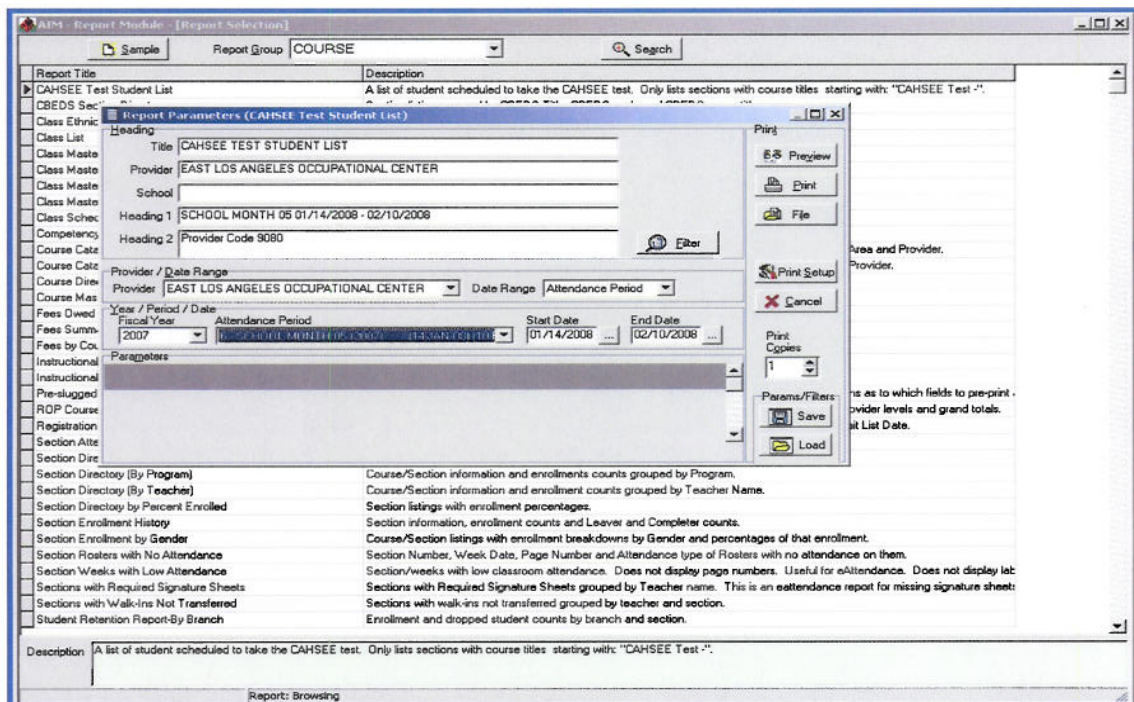 AIM - Report Module - [Report Selection]
Sample Report Group COURSE Search
Report Title Description
CAHSEE Test Student List A list of student scheduled to take the CAHSEE test. Only lists sections with course titles starting with: "CAHSEE Test -".
CBEDS
Class Ethnic
Class List
Class Maste
Class Maste
Class Maste
Class Maste
Class Sched
Competency
Course Cata Area and Provider.
Course Cata Provider.
Course Direc
Course Mas
Fees Owed
Fees Summ
Fees by Cou
Instructional
Instructional
Pre-slugged ns as to which fields to pre-print
ROP Course ovider levels and grand totals.
Registration it List Date.
Section Atte
Section Dire
Report Parameters (CAHSEE Test Student List)
Heading
Title CAHSEE TEST STUDENT LIST
Provider EAST LOS ANGELES OCCUPATIONAL CENTER
School
Heading 1 SCHOOL MONTH 05 01/14/2008 - 02/10/2008
Heading 2 Provider Code 9080
Filter
Provider / Date Range
Provider EAST LOS ANGELES OCCUPATIONAL CENTER Date Range Attendance Period
Year / Period / Date
Fiscal Year Attendance Period Start Date End Date
2007 01/14/2008 ... 02/10/2008 ...
Parameters
Print
Preview
Print
File
Print Setup
Cancel
Print
Copies
1
Params/Filters
Save
Load
Section Directory (By Program) Course/Section information and enrollments counts grouped by Program.
Section Directory (By Teacher) Course/Section information and enrollment counts grouped by Teacher Name.
Section Directory by Percent Enrolled Section listings with enrollment percentages.
Section Enrollment History Section information, enrollment counts and Leaver and Completer counts.
Section Enrollment by Gender Course/Section listings with enrollment breakdowns by Gender and percentages of that enrollment.
Section Rosters with No Attendance Section Number, Week Date, Page Number and Attendance type of Rosters with no attendance on them.
Section Weeks with Low Attendance Section/weeks with low classroom attendance. Does not display page numbers. Useful for eAttendance. Does not display lab
Sections with Required Signature Sheets Sections with Required Signature Sheets grouped by Teacher name. This is an eattendance report for missing signature sheets
Sections with Walk-Ins Not Transferred Sections with walk-ins not transferred grouped by teacher and section.
Student Retention Report-By Branch Enrollment and dropped student counts by branch and section.
Description A list of student scheduled to take the CAHSEE test. Only lists sections with course titles starting with: "CAHSEE Test -".
Report: Browsing